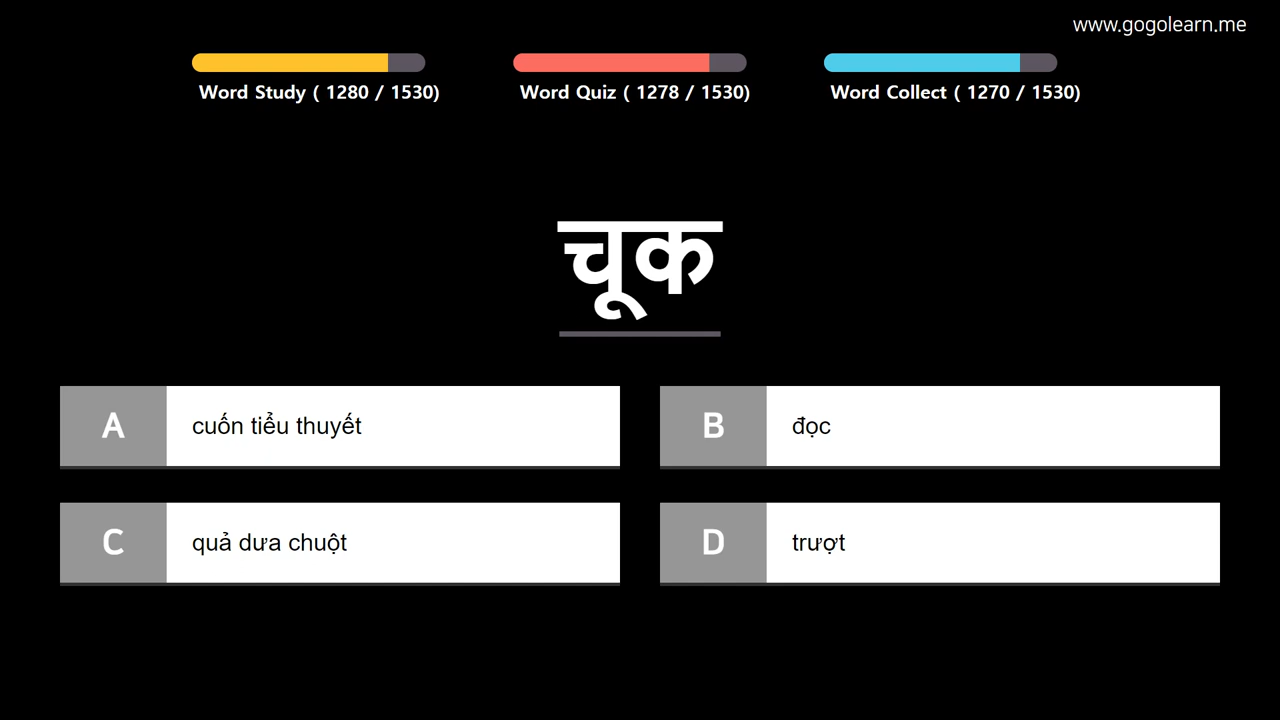 www.gogolearn.me
Word Study ( 1280 / 1530)
Word Quiz ( 1278 / 1530)
Word Collect ( 1270 / 1530)
चूक
A cuốn tiểu thuyết
B đọc
C quả dưa chuột
D trượt